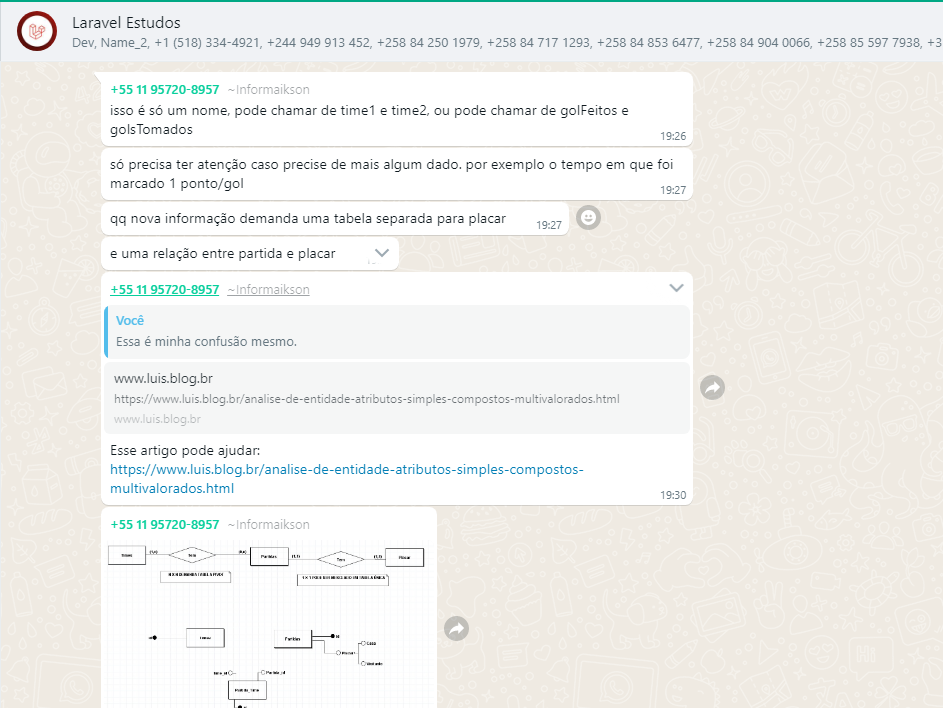 Laravel Estudos
Dev, Name_2, +1 (518) 334-4921, +244 949 913 452, +258 84 250 1979, +258 84 717 1293, +258 84 853 6477, +258 84 904 0066, +258 85 597 7938, +3
+55 11 95720-8957 ~Informaikson
isso é só um nome, pode chamar de time1 e time2, ou pode chamar de golFeitos e
golsTomados
19:26
só precisa ter atenção caso precise de mais algum dado. por exemplo o tempo em que foi
marcado 1 ponto/gol
19:27
qq nova informação demanda uma tabela separada para placar
19:27
e uma relação entre partida e placar
+55 11 95720-8957 ~Informaikson
Você
Essa é minha confusão mesmo.
www.luis.blog.br
https://www.luis.blog.br/analise-de-entidade-atributos-simples-compostos-multivalorados.html
www.luis.blog.br
Esse artigo pode ajudar:
https://www.luis.blog.br/analise-de-entidade-atributos-simples-compostos-
multivalorados.html
19:30
+55 11 95720-8957 ~Informaikson
Times Tem Partidas Tem Placar
Partidas
Placar
Casa
Visitante
Partida_id
Partida_Time